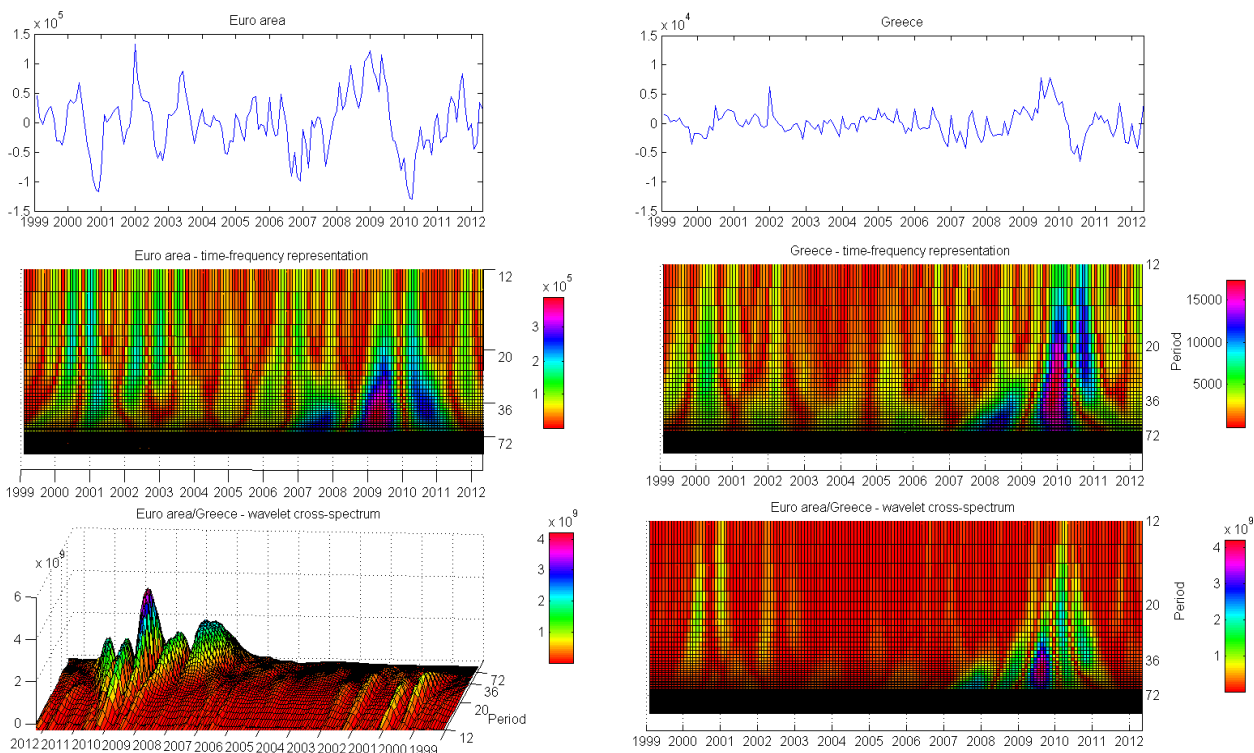 Euro area
x 10^5
1.5
1
0.5
0
-0.5
-1
-1.5
1999 2000 2001 2002 2003 2004 2005 2006 2007 2008 2009 2010 2011 2012
Greece
x 10^4
1.5
1
0.5
0
-0.5
-1
-1.5
1999 2000 2001 2002 2003 2004 2005 2006 2007 2008 2009 2010 2011 2012
Euro area - time-frequency representation
12
20
36
72
1999 2000 2001 2002 2003 2004 2005 2006 2007 2008 2009 2010 2011 2012
x 10^5
3
2
1
Greece - time-frequency representation
12
20
36
72
Period
1999 2000 2001 2002 2003 2004 2005 2006 2007 2008 2009 2010 2011 2012
15000
10000
5000
Euro area/Greece - wavelet cross-spectrum
x 10^9
6
4
2
0
2012 2011 2010 2009 2008 2007 2006 2005 2004 2003 2002 2001 2000 1999
72
36
20
12
Period
x 10^9
4
3
2
1
Euro area/Greece - wavelet cross-spectrum
12
20
36
72
Period
1999 2000 2001 2002 2003 2004 2005 2006 2007 2008 2009 2010 2011 2012
x 10^9
4
3
2
1